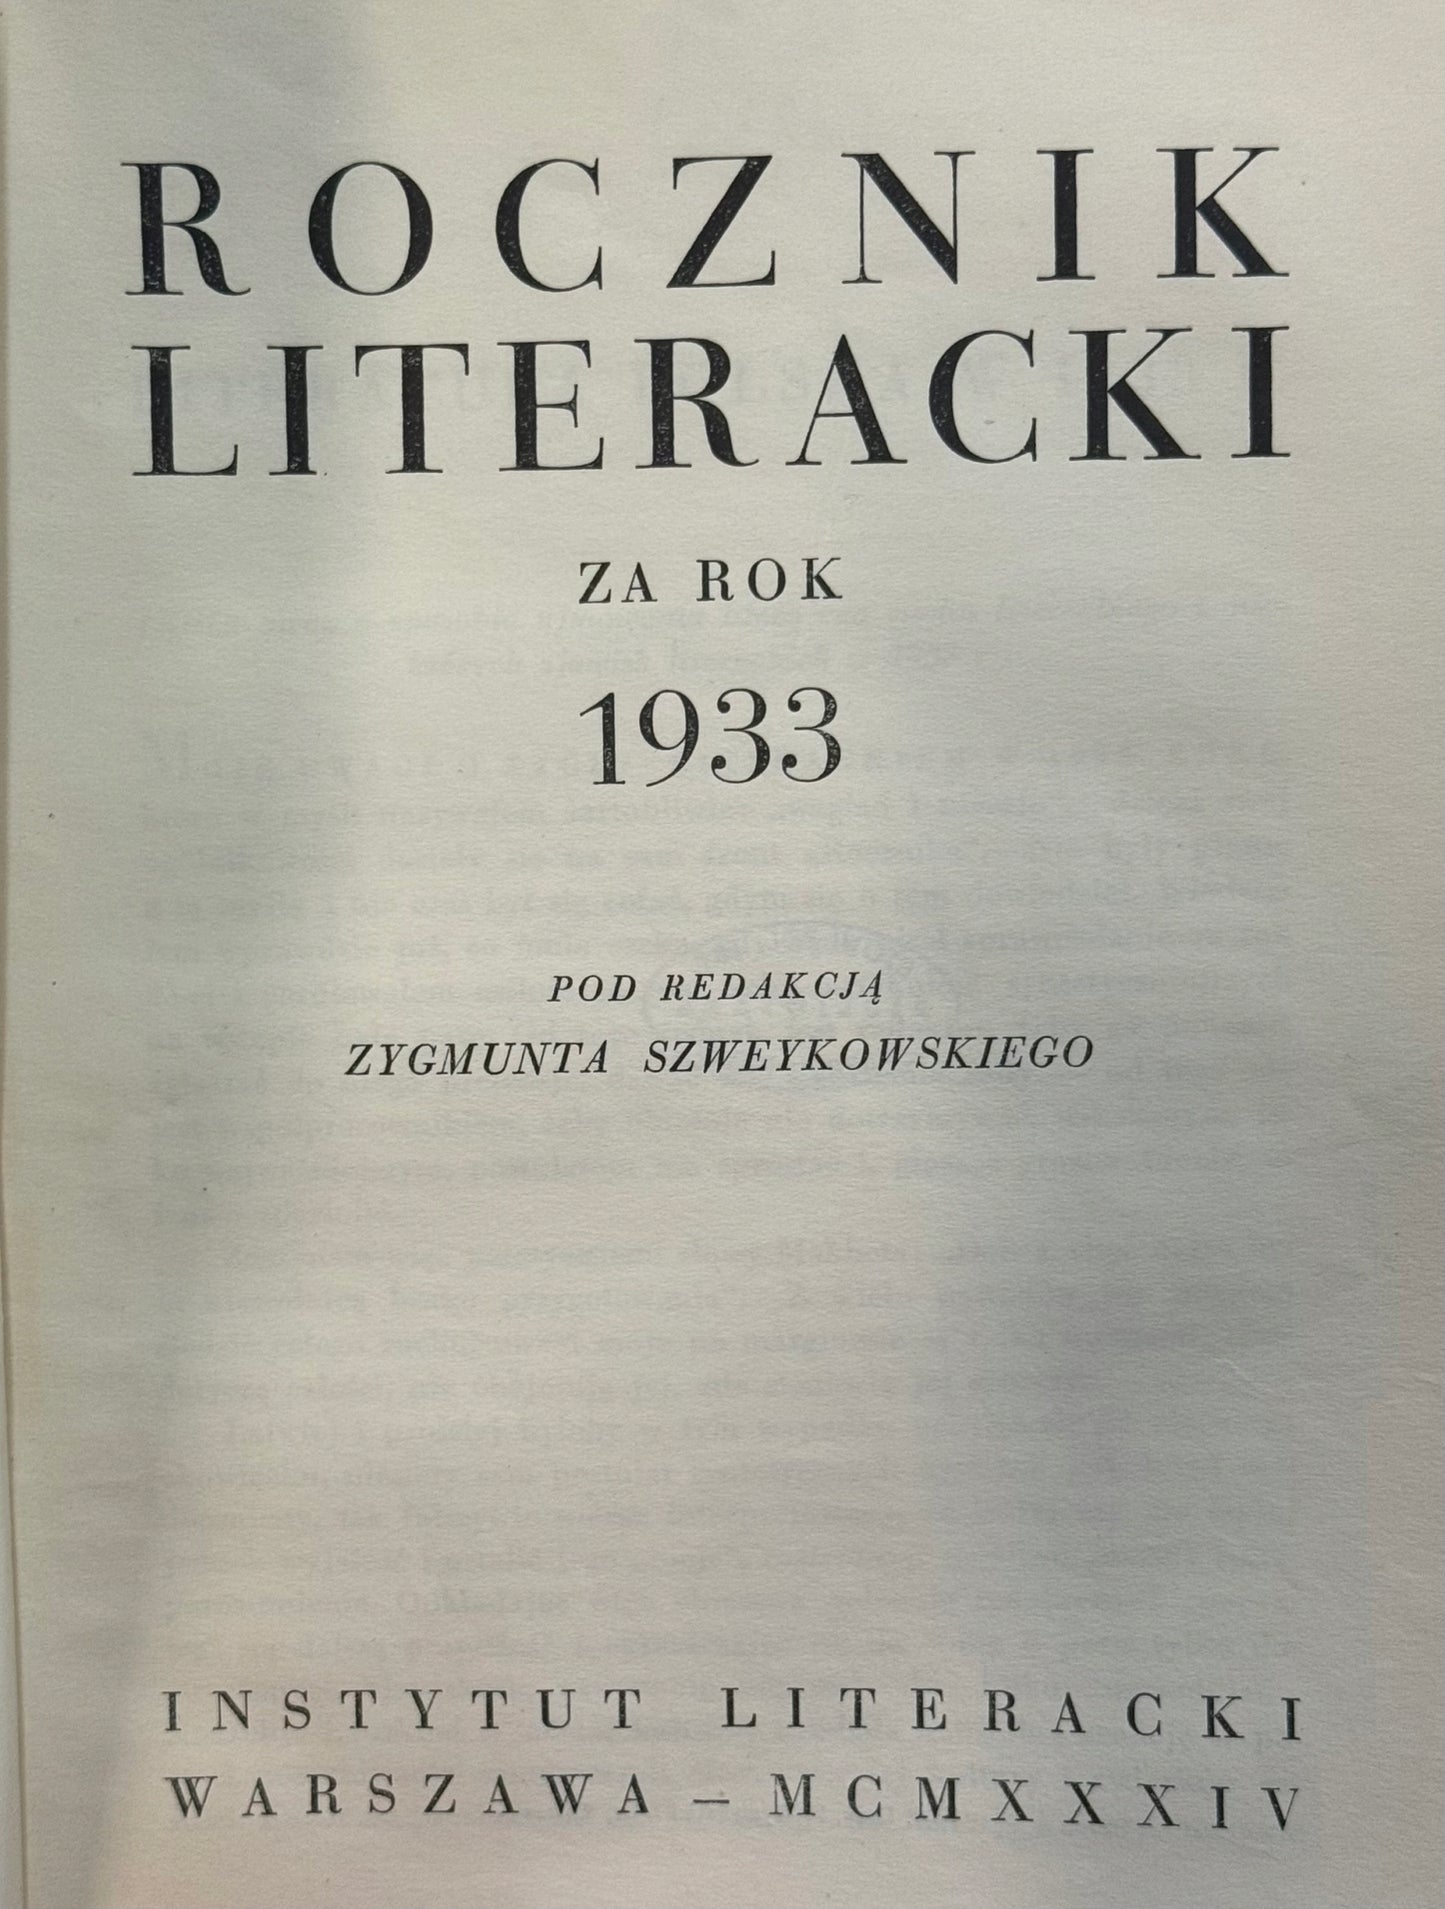 ROCZNIK
LITERACKI
ZA ROK
1933
POD REDAKCJĄ
ZYGMUNTA SZWEYKOWSKIEGO
INSTYTUT LITERACKI
WARSZAWA – MCMXXXIV